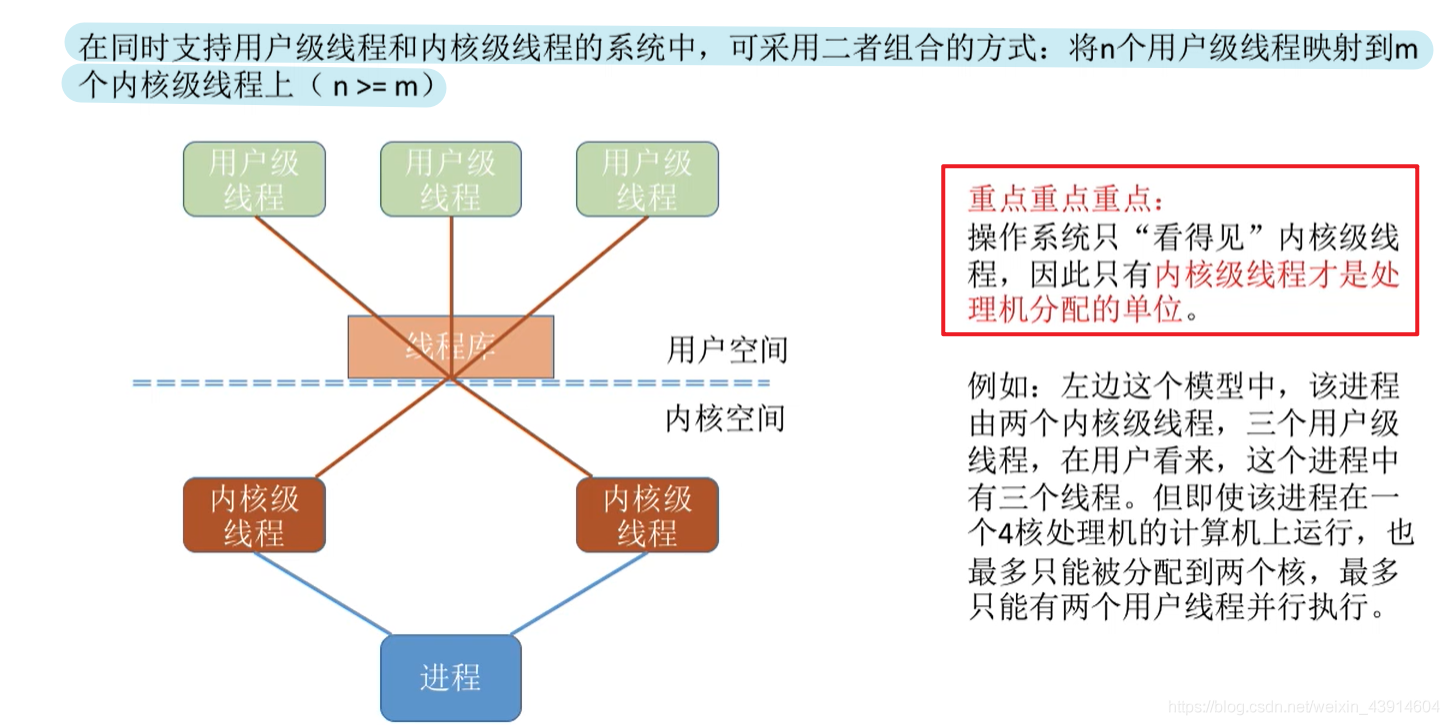 在同时支持用户级线程和内核级线程的系统中，可采用二者组合的方式：将n个用户级线程映射到m
个内核级线程上（ n >= m）
用户级
线程
用户级
线程
用户级
线程
线程库
用户空间
内核空间
内核级
线程
内核级
线程
进程
重点重点重点：
操作系统只“看得见”内核级线
程，因此只有内核级线程才是处
理机分配的单位。
例如：左边这个模型中，该进程
由两个内核级线程，三个用户级
线程，在用户看来，这个进程中
有三个线程。但即使该进程在一
个4核处理机的计算机上运行，也
最多只能被分配到两个核，最多
只能有两个用户线程并行执行。
https://blog.csdn.net/weixin_43914604